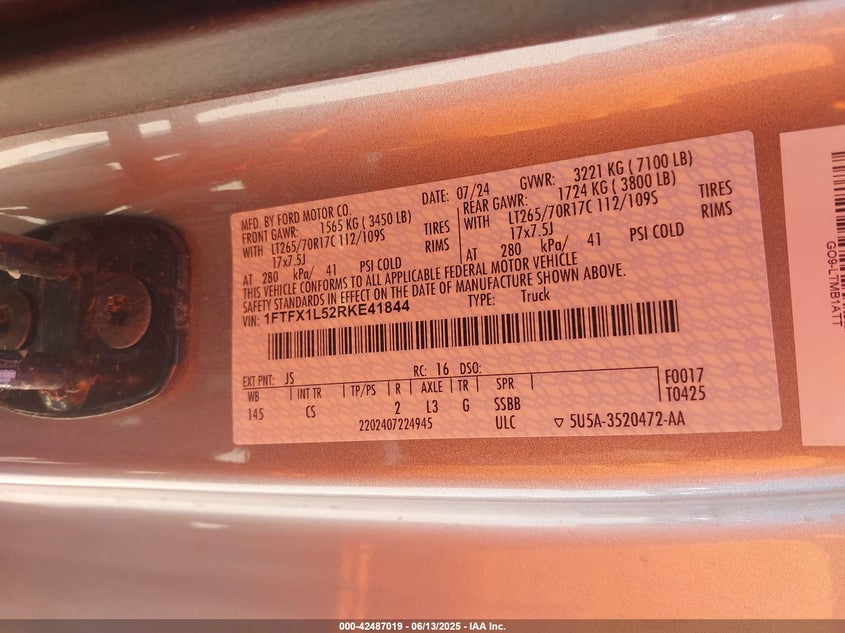 MFD. BY FORD MOTOR CO.
DATE: 07/24
GVWR: 3221 KG ( 7100 LB)
FRONT GAWR: 1565 KG ( 3450 LB)
REAR GAWR: 1724 KG ( 3800 LB)
WITH LT265/70R17C 112/109S TIRES
WITH LT265/70R17C 112/109S TIRES
17x7.5J RIMS
17x7.5J RIMS
AT 280 kPa/ 41 PSI COLD
AT 280 kPa/ 41 PSI COLD
THIS VEHICLE CONFORMS TO ALL APPLICABLE FEDERAL MOTOR VEHICLE
SAFETY STANDARDS IN EFFECT ON THE DATE OF MANUFACTURE SHOWN ABOVE.
VIN: 1FTFX1L52RKE41844
TYPE: Truck
EXT PNT: JS RC: 16 DSO:
WB INT TR TP/PS R AXLE TR SPR F0017
145 CS 2 L3 G SSBB T0425
2202407224945 ULC ▽ 5U5A-3520472-AA
GO9-LTMB1ATT
000-42487019 - 06/13/2025 - IAA Inc.